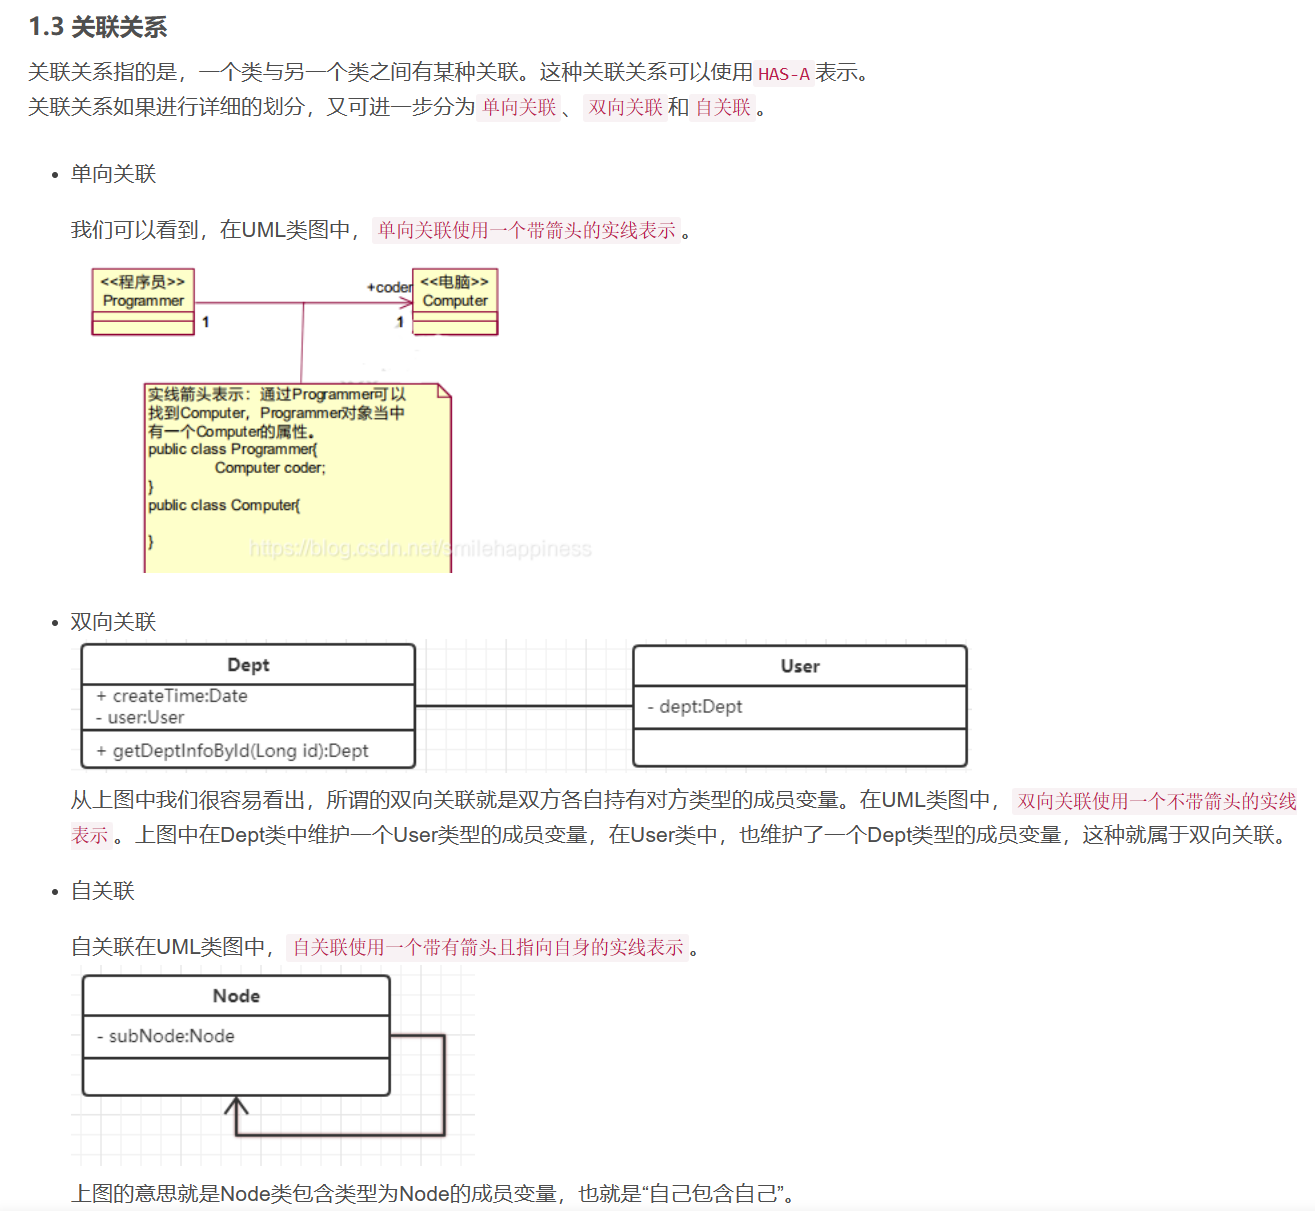 1.3 关联关系
关联关系指的是，一个类与另一个类之间有某种关联。这种关联关系可以使用 HAS-A 表示。
关联关系如果进行详细的划分，又可进一步分为 单向关联 、 双向关联 和 自关联 。
• 单向关联
我们可以看到，在UML类图中， 单向关联使用一个带箭头的实线表示 。
<<程序员>>
Programmer
1
+coder
1
<<电脑>>
Computer
实线箭头表示：通过Programmer可以
找到Computer，Programmer对象当中
有一个Computer的属性。
public class Programmer{
Computer coder;
}
public class Computer{
}
https://blog.csdn.net/smilehappiness
• 双向关联
Dept
+ createTime:Date
- user:User
+ getDeptInfoById(Long id):Dept
User
- dept:Dept
从上图中我们很容易看出，所谓的双向关联就是双方各自持有对方类型的成员变量。在UML类图中， 双向关联使用一个不带箭头的实线
表示 。上图中在Dept类中维护一个User类型的成员变量，在User类中，也维护了一个Dept类型的成员变量，这种就属于双向关联。
• 自关联
自关联在UML类图中， 自关联使用一个带有箭头且指向自身的实线表示 。
Node
- subNode:Node
上图的意思就是Node类包含类型为Node的成员变量，也就是“自己包含自己”。